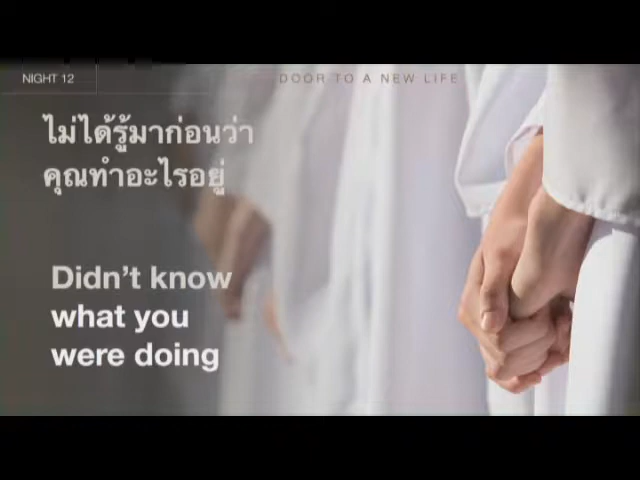 NIGHT 12
DOOR TO A NEW LIFE
ไม่ได้รู้มาก่อนว่า
คุณทำอะไรอยู่
Didn't know
what you
were doing